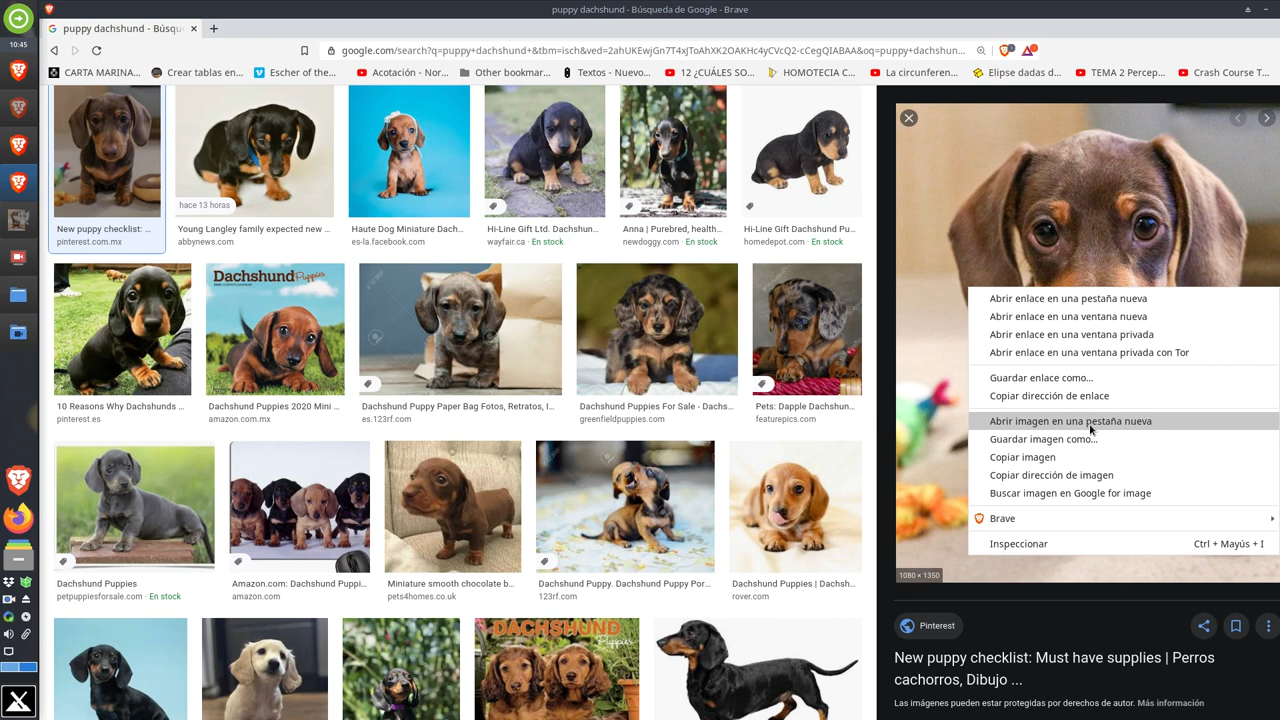 puppy dachshund - Búsqueda de Google - Brave
10:45
puppy dachshund - Búsqu
google.com/search?q=puppy+dachshund+&tbm=isch&ved=2ahUKEwjGn7T4xJToAhXK2OAKHc4yCVcQ2-cCegQIABAA&oq=puppy+dachshun...
CARTA MARINA...
Crear tablas en...
Escher of the...
Acotación - Nor...
Other bookmar...
Textos - Nuevo...
12 ¿CUÁLES SO...
HOMOTECIA C...
La circunferen...
Elipse dadas d...
TEMA 2 Percep...
Crash Course T...
hace 13 horas
New puppy checklist: ...
pinterest.com.mx
Young Langley family expected new ...
abbynews.com
Haute Dog Miniature Dach...
es-la.facebook.com
Hi-Line Gift Ltd. Dachshun...
wayfair.ca · En stock
Anna | Purebred, health...
newdoggy.com · En stock
Hi-Line Gift Dachshund Pu...
homedepot.com · En stock
Dachshund Puppies
10 Reasons Why Dachshunds ...
pinterest.es
Dachshund Puppies 2020 Mini ...
amazon.com.mx
Dachshund Puppy Paper Bag Fotos, Retratos, I...
es.123rf.com
Dachshund Puppies For Sale - Dachs...
greenfieldpuppies.com
Pets: Dapple Dachshun...
featurepics.com
Dachshund Puppies
petpuppiesforsale.com · En stock
Amazon.com: Dachshund Puppi...
amazon.com
Miniature smooth chocolate b...
pets4homes.co.uk
Dachshund Puppy. Dachshund Puppy Por...
123rf.com
Dachshund Puppies | Dachsh...
rover.com
DACHSHUND
Puppies
Abrir enlace en una pestaña nueva
Abrir enlace en una ventana nueva
Abrir enlace en una ventana privada
Abrir enlace en una ventana privada con Tor
Guardar enlace como...
Copiar dirección de enlace
Abrir imagen en una pestaña nueva
Guardar imagen como...
Copiar imagen
Copiar dirección de imagen
Buscar imagen en Google for image
Brave
Inspeccionar Ctrl + Mayús + I
1080 × 1350
Pinterest
New puppy checklist: Must have supplies | Perros
cachorros, Dibujo ...
Las imágenes pueden estar protegidas por derechos de autor. Más información